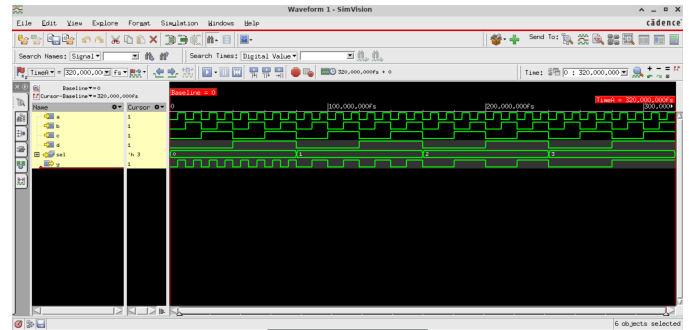 Waveform 1 - SimVision
File Edit View Explore Format Simulation Windows Help
cādence
Send To:
Search Names: Signal Search Times: Digital Value
TimeA = 320,000,00 fs 320,000,000fs + 0 Time: 0 : 320,000,000
Baseline = 0
Cursor-Baseline = 320,000,000fs
Baseline = 0
TimeA = 320,000,000fs
Name Cursor 0 100,000,000fs 200,000,000fs 300,000
a 1
b 1
c 1
d 1
sel 'h 3 0 1 2 3
y 1
6 objects selected